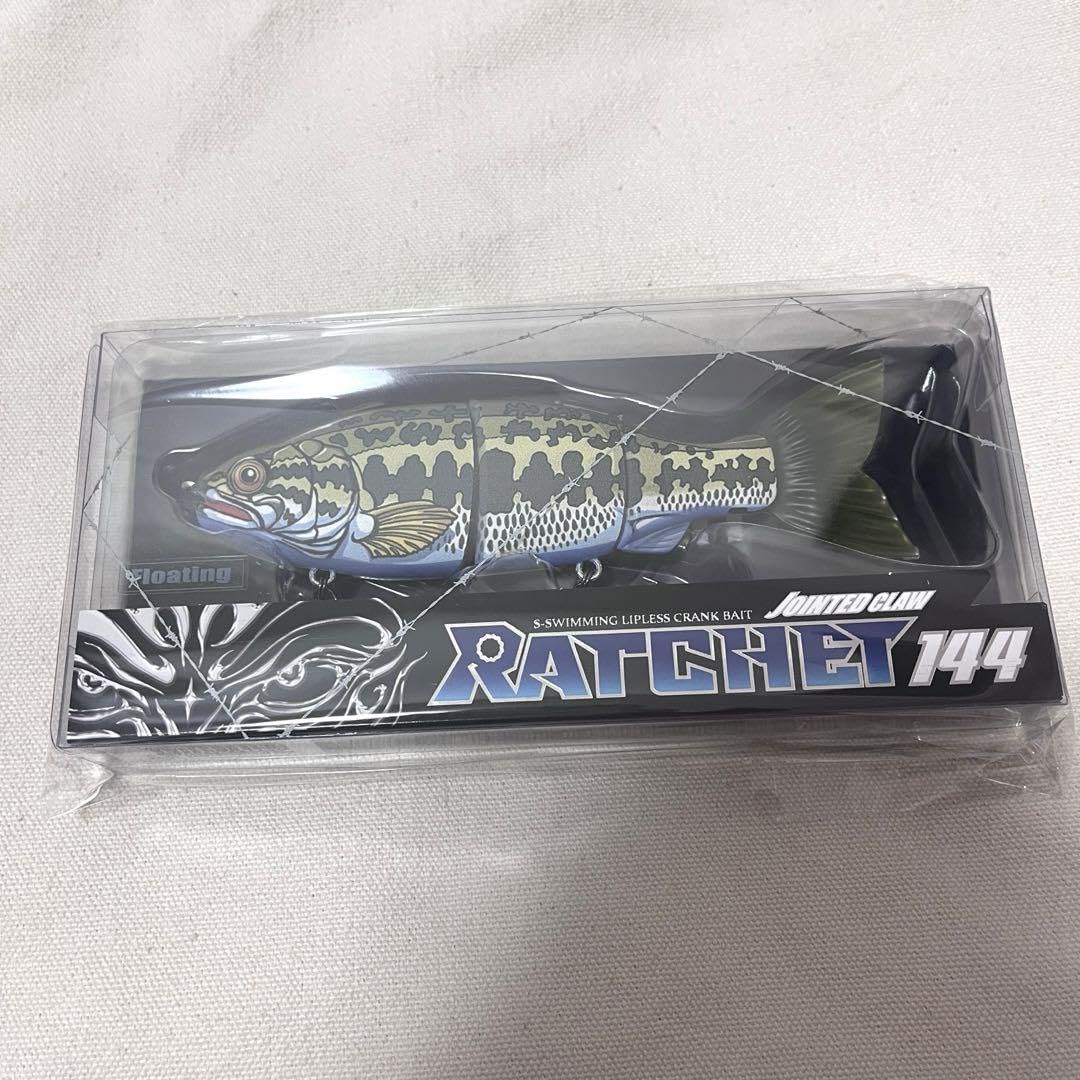 Floating
JOINTED CLAW
S-SWIMMING LIPLESS CRANK BAIT
RATCHET 144